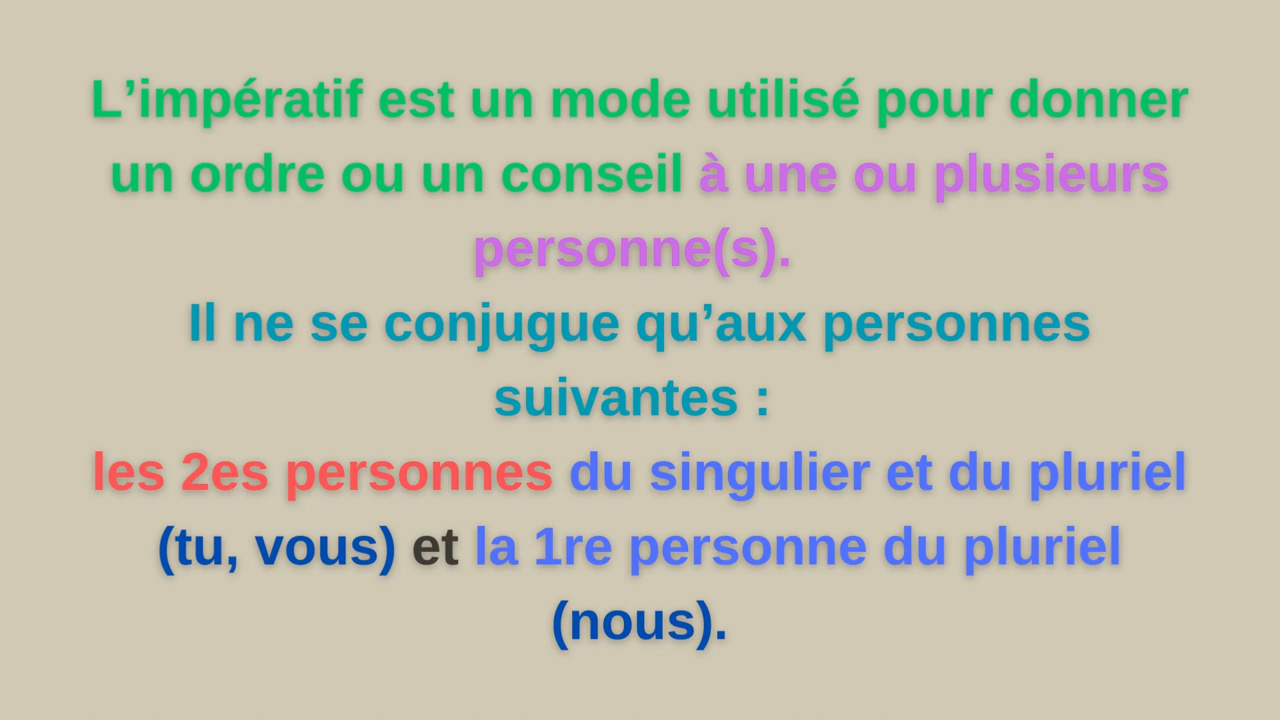 L’impératif est un mode utilisé pour donner
un ordre ou un conseil à une ou plusieurs
personne(s).
Il ne se conjugue qu’aux personnes
suivantes :
les 2es personnes du singulier et du pluriel
(tu, vous) et la 1re personne du pluriel
(nous).